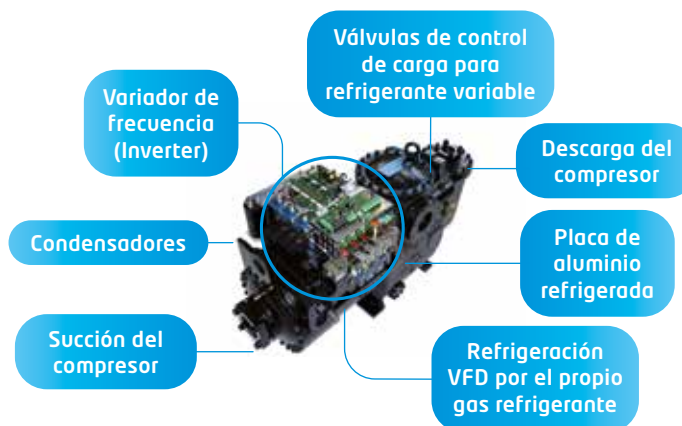 Válvulas de control
de carga para
refrigerante variable
Variador de
frecuencia
(Inverter)
Descarga del
compresor
Condensadores
Placa de
aluminio
refrigerada
Succión del
compresor
Refrigeración
VFD por el propio
gas refrigerante